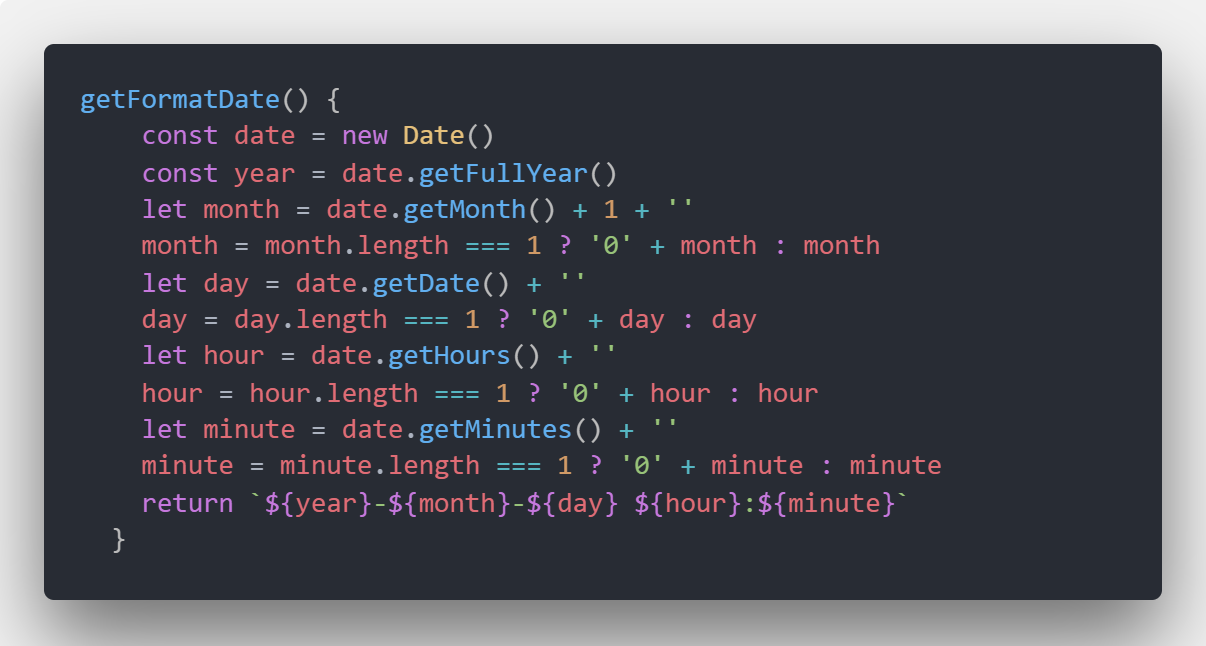 getFormatDate() {
    const date = new Date()
    const year = date.getFullYear()
    let month = date.getMonth() + 1 + ''
    month = month.length === 1 ? '0' + month : month
    let day = date.getDate() + ''
    day = day.length === 1 ? '0' + day : day
    let hour = date.getHours() + ''
    hour = hour.length === 1 ? '0' + hour : hour
    let minute = date.getMinutes() + ''
    minute = minute.length === 1 ? '0' + minute : minute
    return `${year}-${month}-${day} ${hour}:${minute}`
  }